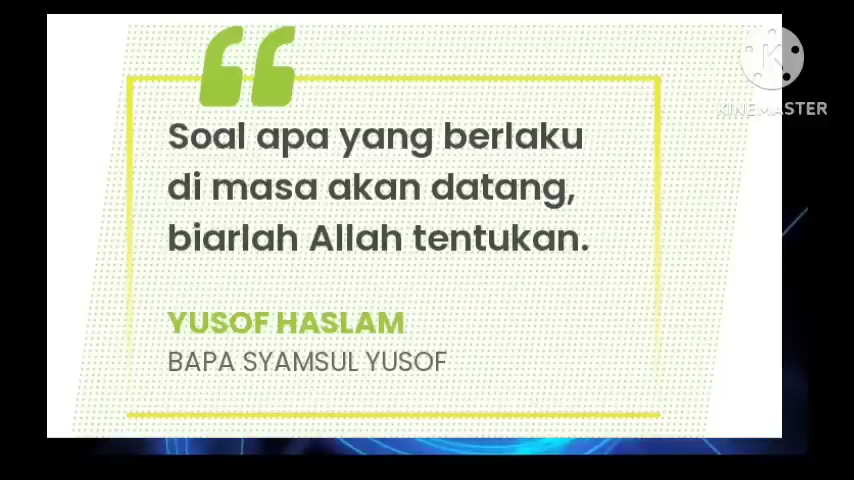 Soal apa yang berlaku
di masa akan datang,
biarlah Allah tentukan.
YUSOF HASLAM
BAPA SYAMSUL YUSOF
K
KINEMASTER